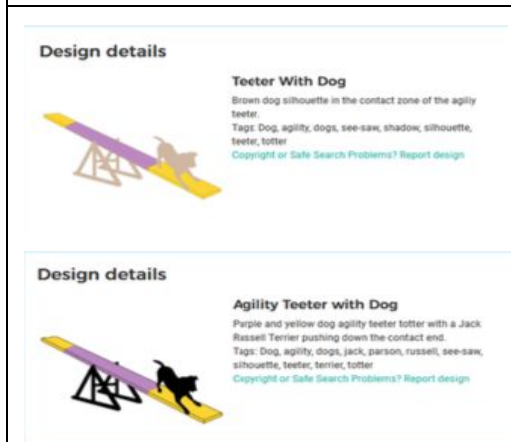 Design details
Teeter With Dog
Brown dog silhouette in the contact zone of the agiliy
teeter.
Tags: Dog, agility, dogs, see-saw, shadow, silhouette,
teeter, totter
Copyright or Safe Search Problems? Report design
Design details
Agility Teeter with Dog
Purple and yellow dog agility teeter totter with a Jack
Russell Terrier pushing down the contact end.
Tags: Dog, agility, dogs, jack, parson, russell, see-saw,
silhouette, teeter, terrier, totter
Copyright or Safe Search Problems? Report design